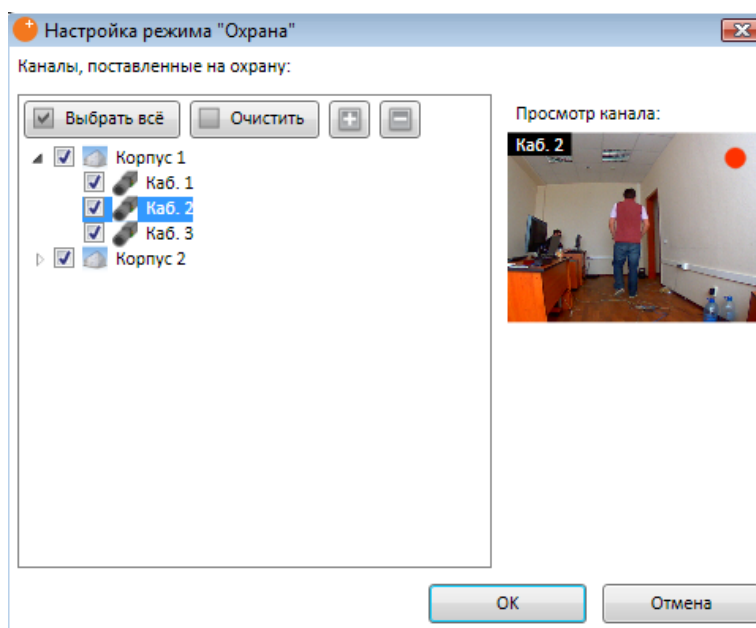 Настройка режима "Охрана"
Каналы, поставленные на охрану:
Выбрать всё
Очистить
Корпус 1
Каб. 1
Каб. 2
Каб. 3
Корпус 2
Просмотр канала:
Каб. 2
OK
Отмена